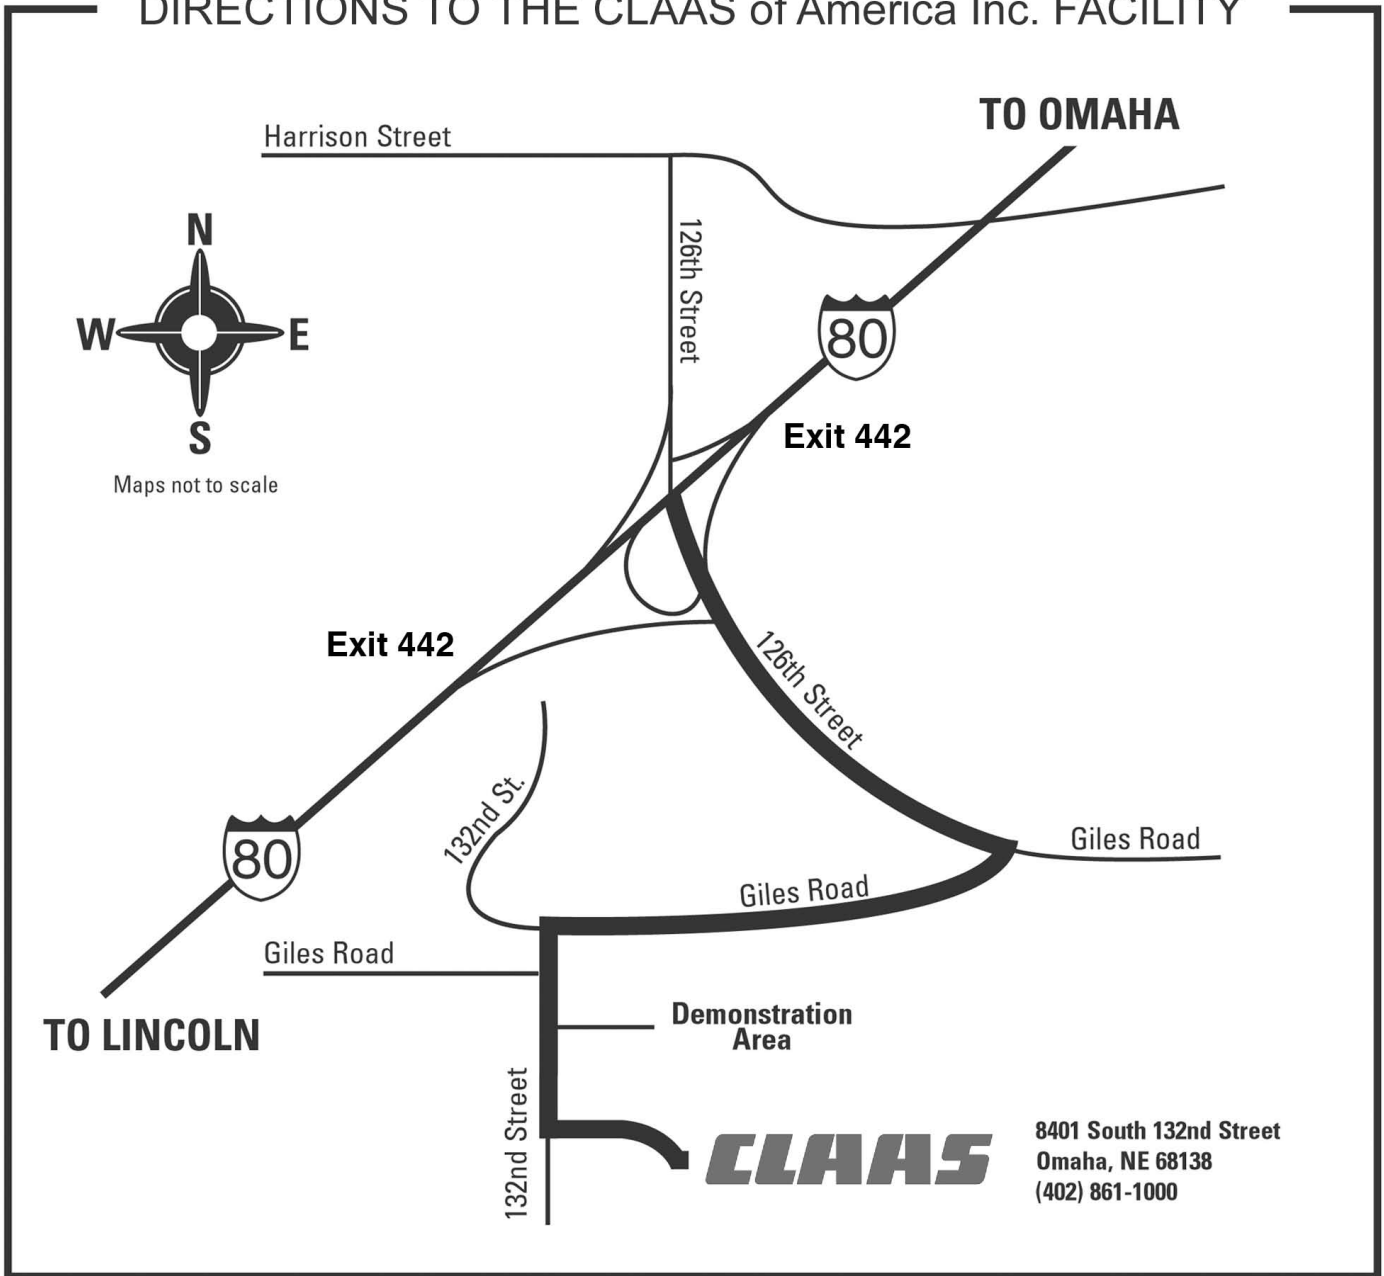 DIRECTIONS TO THE CLAAS of America Inc. FACILITY
TO OMAHA
Harrison Street
N
126th Street
W
E
80
S
Exit 442
Maps not to scale
Exit 442
126th Street
132nd St.
80
Giles Road
Giles Road
Giles Road
TO LINCOLN
Demonstration
Area
132nd Street
CLAAS
8401 South 132nd Street
Omaha, NE 68138
(402) 861-1000